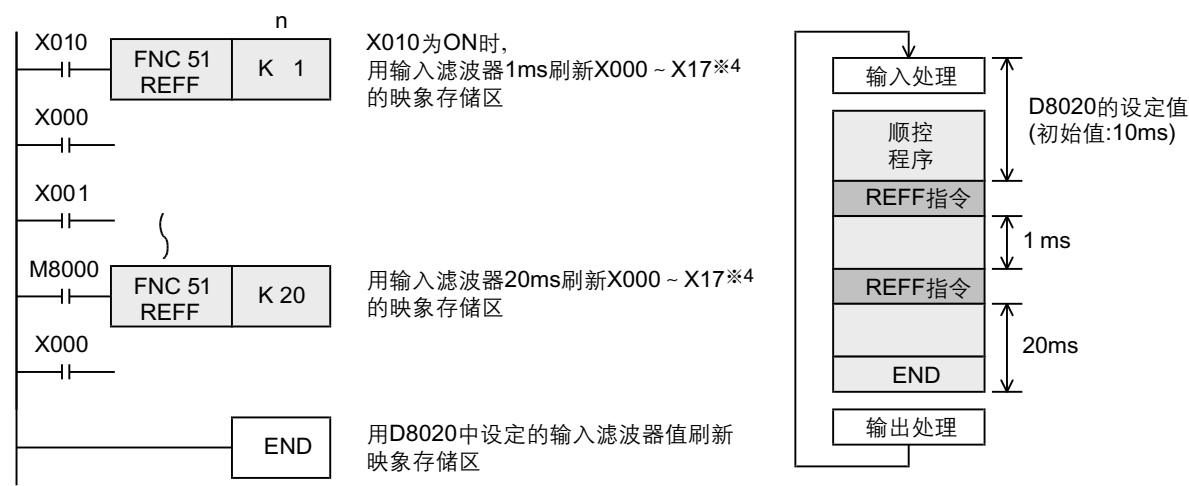 n
X010
FNC 51
REFF
K 1
X010为ON时,
用输入滤波器1ms刷新X000 ~ X17※4
的映象存储区
X000
X001
M8000
FNC 51
REFF
K 20
用输入滤波器20ms刷新X000 ~ X17※4
的映象存储区
X000
END
用D8020中设定的输入滤波器值刷新
映象存储区
输入处理
顺控
程序
REFF指令
REFF指令
END
输出处理
D8020的设定值
(初始值:10ms)
1 ms
20ms